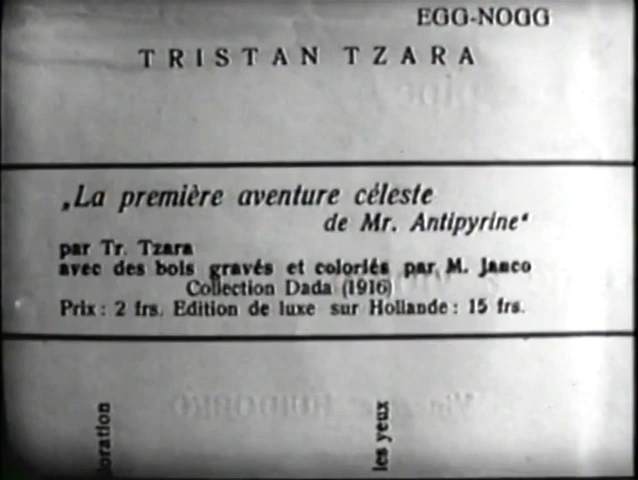 EGG-NOGG
TRISTAN TZARA
„La première aventure céleste
de Mr. Antipyrine“
par Tr. Tzara
avec des bois gravés et coloriés par M. Janco
Collection Dada (1916)
Prix : 2 frs. Edition de luxe sur Hollande : 15 frs.
loration
les yeux